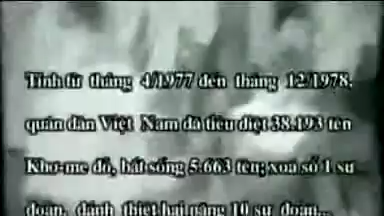 Tính từ tháng 4/1977 đến tháng 12/1978,
quân dân Việt Nam đã tiêu diệt 38.193 tên
Khơ-me đỏ, bắt sống 5.663 tên; xoá sổ 1 sư
đoàn, đánh thiệt hại nặng 10 sư đoàn...